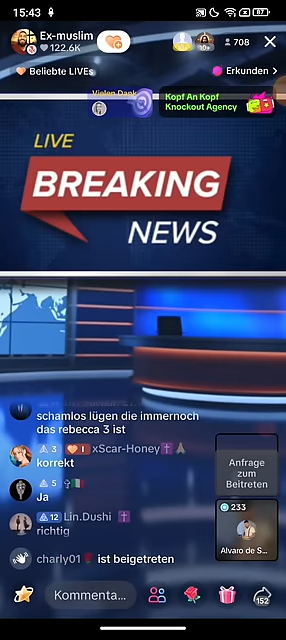 15:43
87
Ex-muslim
122.6K
10+
708
Beliebte LIVEs
Erkunden >
Vielen Dank
Kopf An Kopf
Knockout Agency
LIVE
BREAKING
NEWS
schamlos lügen die immernoch
das rebecca 3 ist
3 1 xScar-Honey
korrekt
5
Ja
12 Lin.Dushi
richtig
charly01 ist beigetreten
Anfrage
zum
Beitreten
233
Alvaro de S...
Kommenta...
152